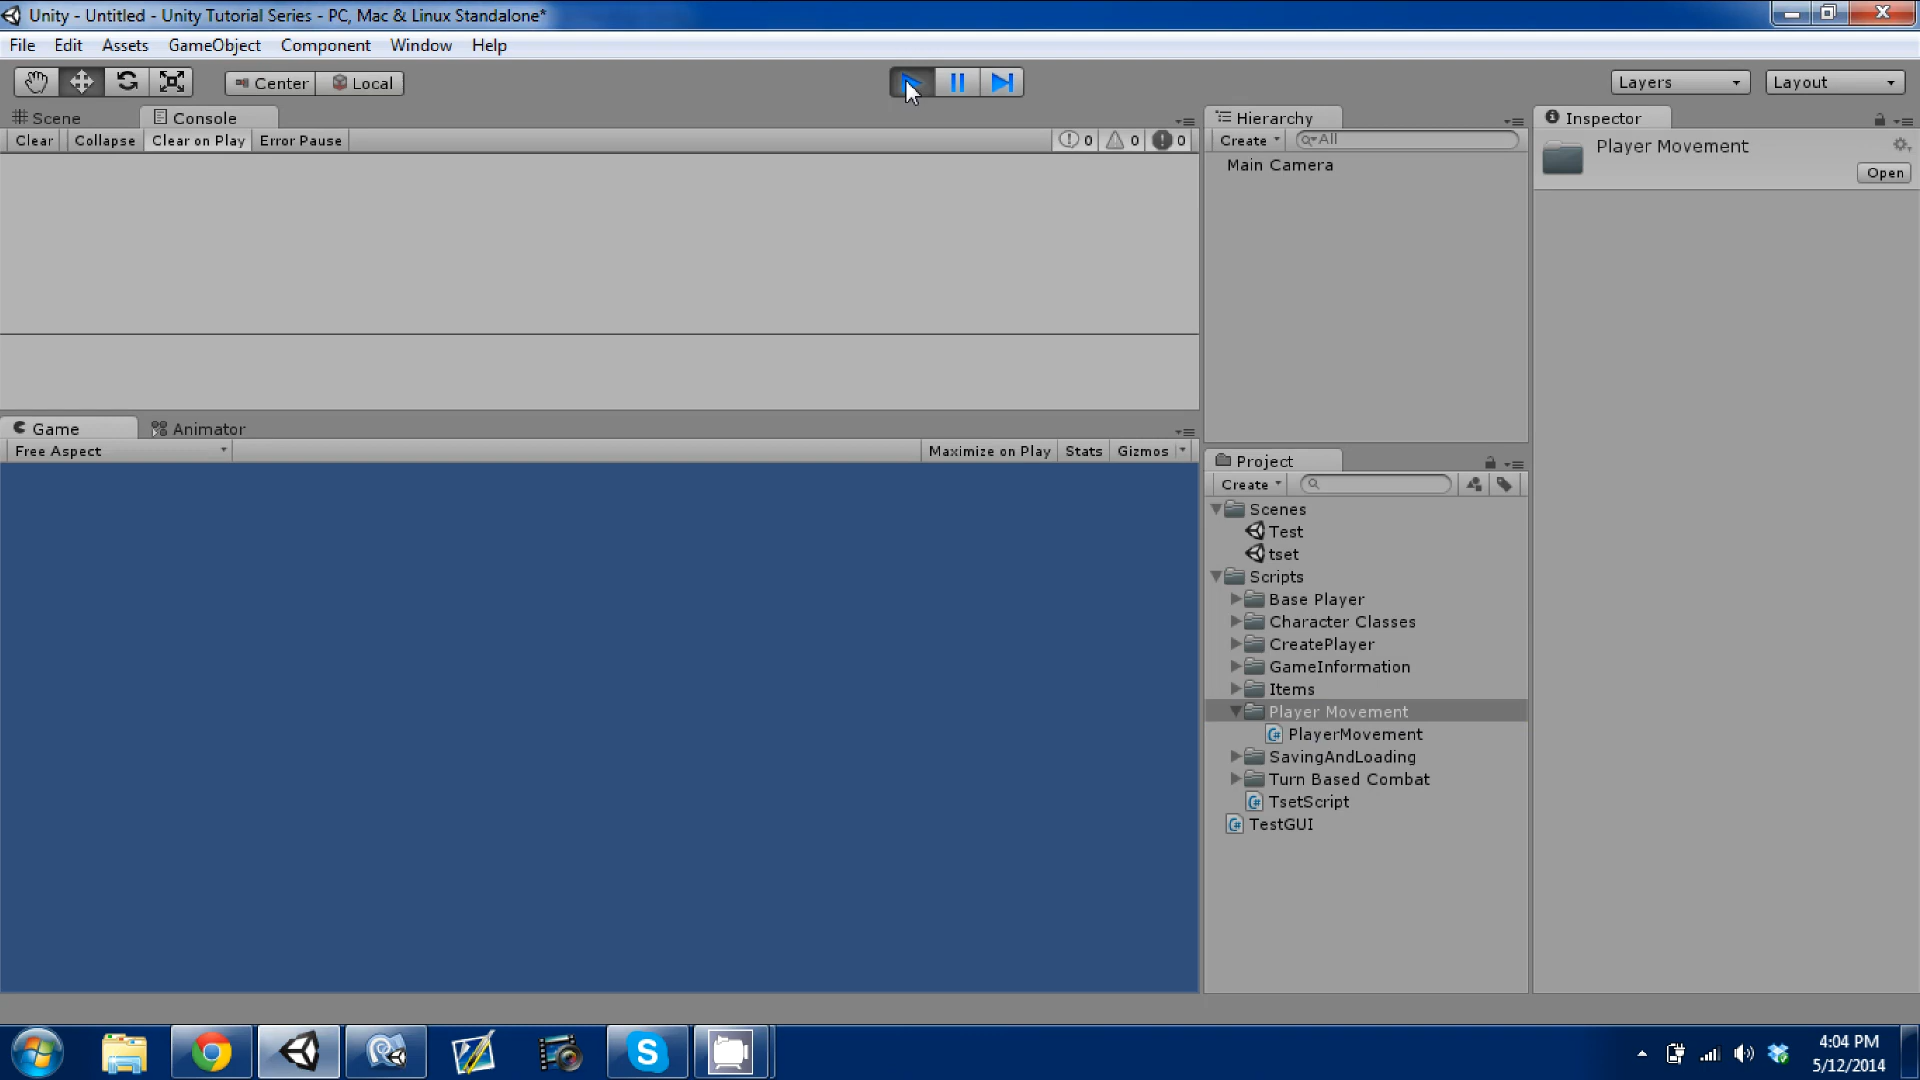 Unity - Untitled - Unity Tutorial Series - PC, Mac & Linux Standalone*
File Edit Assets GameObject Component Window Help
Center Local Layers Layout
Scene Console
Clear Collapse Clear on Play Error Pause 0 0 0
Hierarchy
Create All
Main Camera
Inspector
Player Movement
Open
Game Animator
Free Aspect Maximize on Play Stats Gizmos
Project
Create
Scenes
Test
tset
Scripts
Base Player
Character Classes
CreatePlayer
GameInformation
Items
Player Movement
PlayerMovement
SavingAndLoading
Turn Based Combat
TsetScript
TestGUI
4:04 PM
5/12/2014